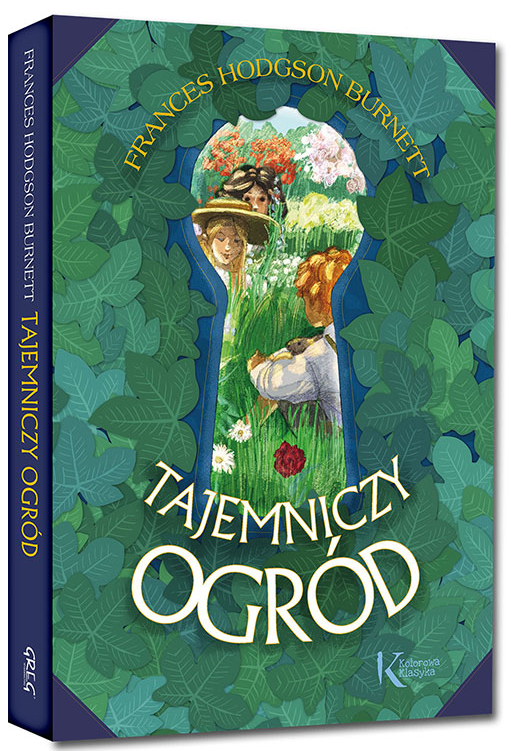 FRANCES HODGSON BURNETT
TAJEMNICZY
OGRÓD
Kolorowa
Klasyka
FRANCES HODGSON BURNETT TAJEMNICZY OGRÓD
GREG